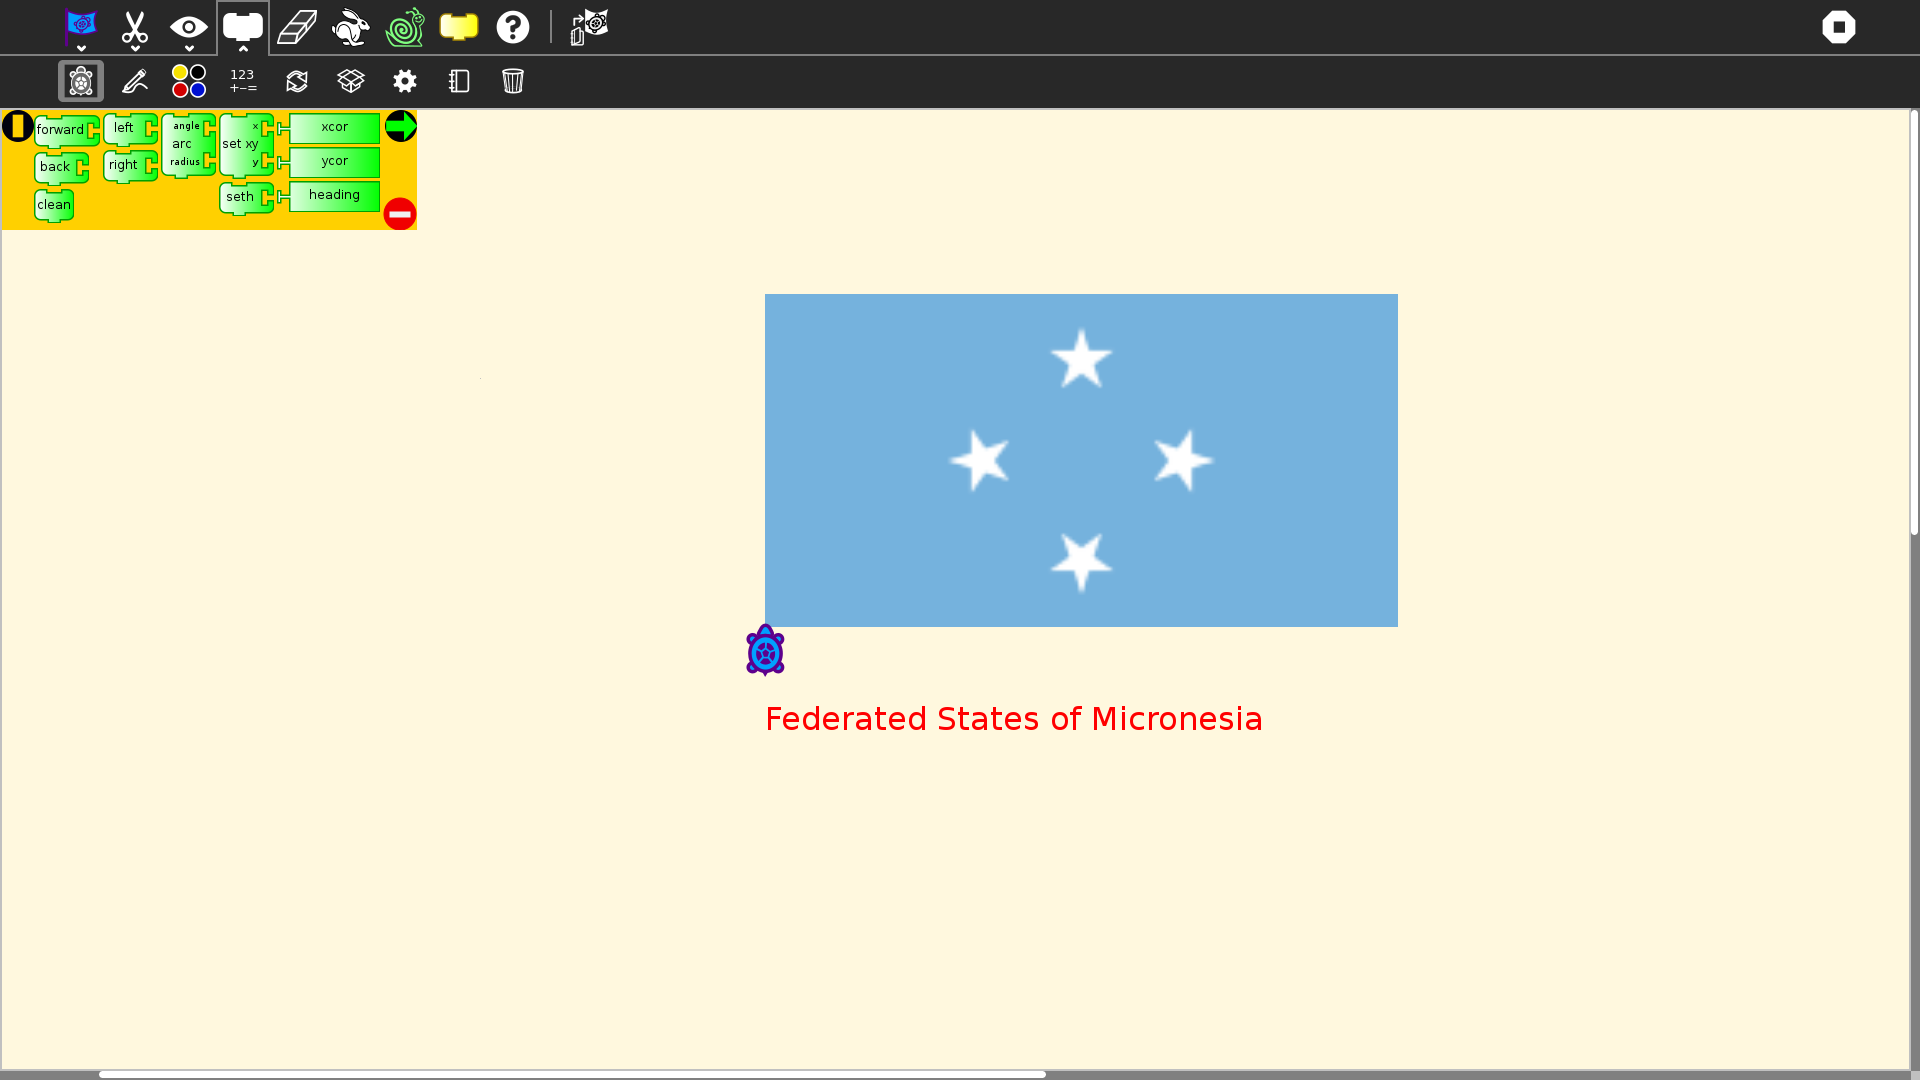 123
+-÷=
forward
left
angle
arc
radius
x
set xy
y
xcor
ycor
back
right
seth
heading
clean
Federated States of Micronesia